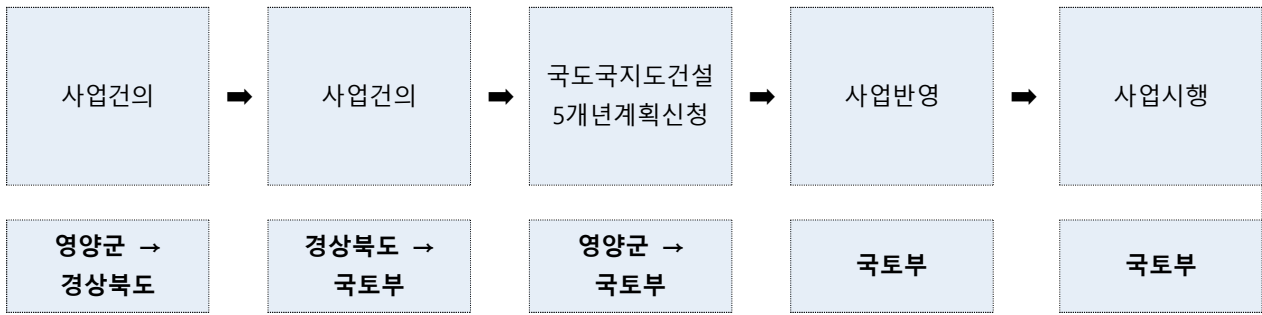 사업건의
➡
사업건의
➡
국도국지도건설
5개년계획신청
➡
사업반영
➡
사업시행
영양군 →
경상북도
경상북도 →
국토부
영양군 →
국토부
국토부
국토부